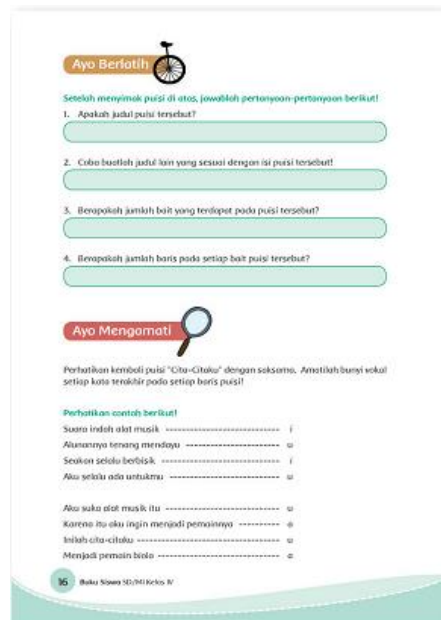 Ayo Berlatih
Setelah menyimak puisi di atas, jawablah pertanyaan-pertanyaan berikut!
1. Apakah judul puisi tersebut?
2. Coba buatlah judul lain yang sesuai dengan isi puisi tersebut!
3. Berapakah jumlah bait yang terdapat pada puisi tersebut?
4. Berapakah jumlah baris pada setiap bait puisi tersebut?
Ayo Mengamati
Perhatikan kembali puisi "Cita-Citaku" dengan saksama. Amatilah bunyi vokal
setiap kata terakhir pada setiap baris puisi!
Perhatikan contoh berikut!
Suara indah alat musik ------------------------------ i
Alunannya tenang mendayu ------------------------ u
Seakan selalu berbisik ------------------------------ i
Aku selalu ada untukmu ---------------------------- u
Aku suka alat musik itu ----------------------------- u
Karena itu aku ingin menjadi pemainnya ---------- a
Inilah cita-citaku ------------------------------------ u
Menjadi pemain biola ------------------------------- a
16 Buku Siswa SD/MI Kelas IV